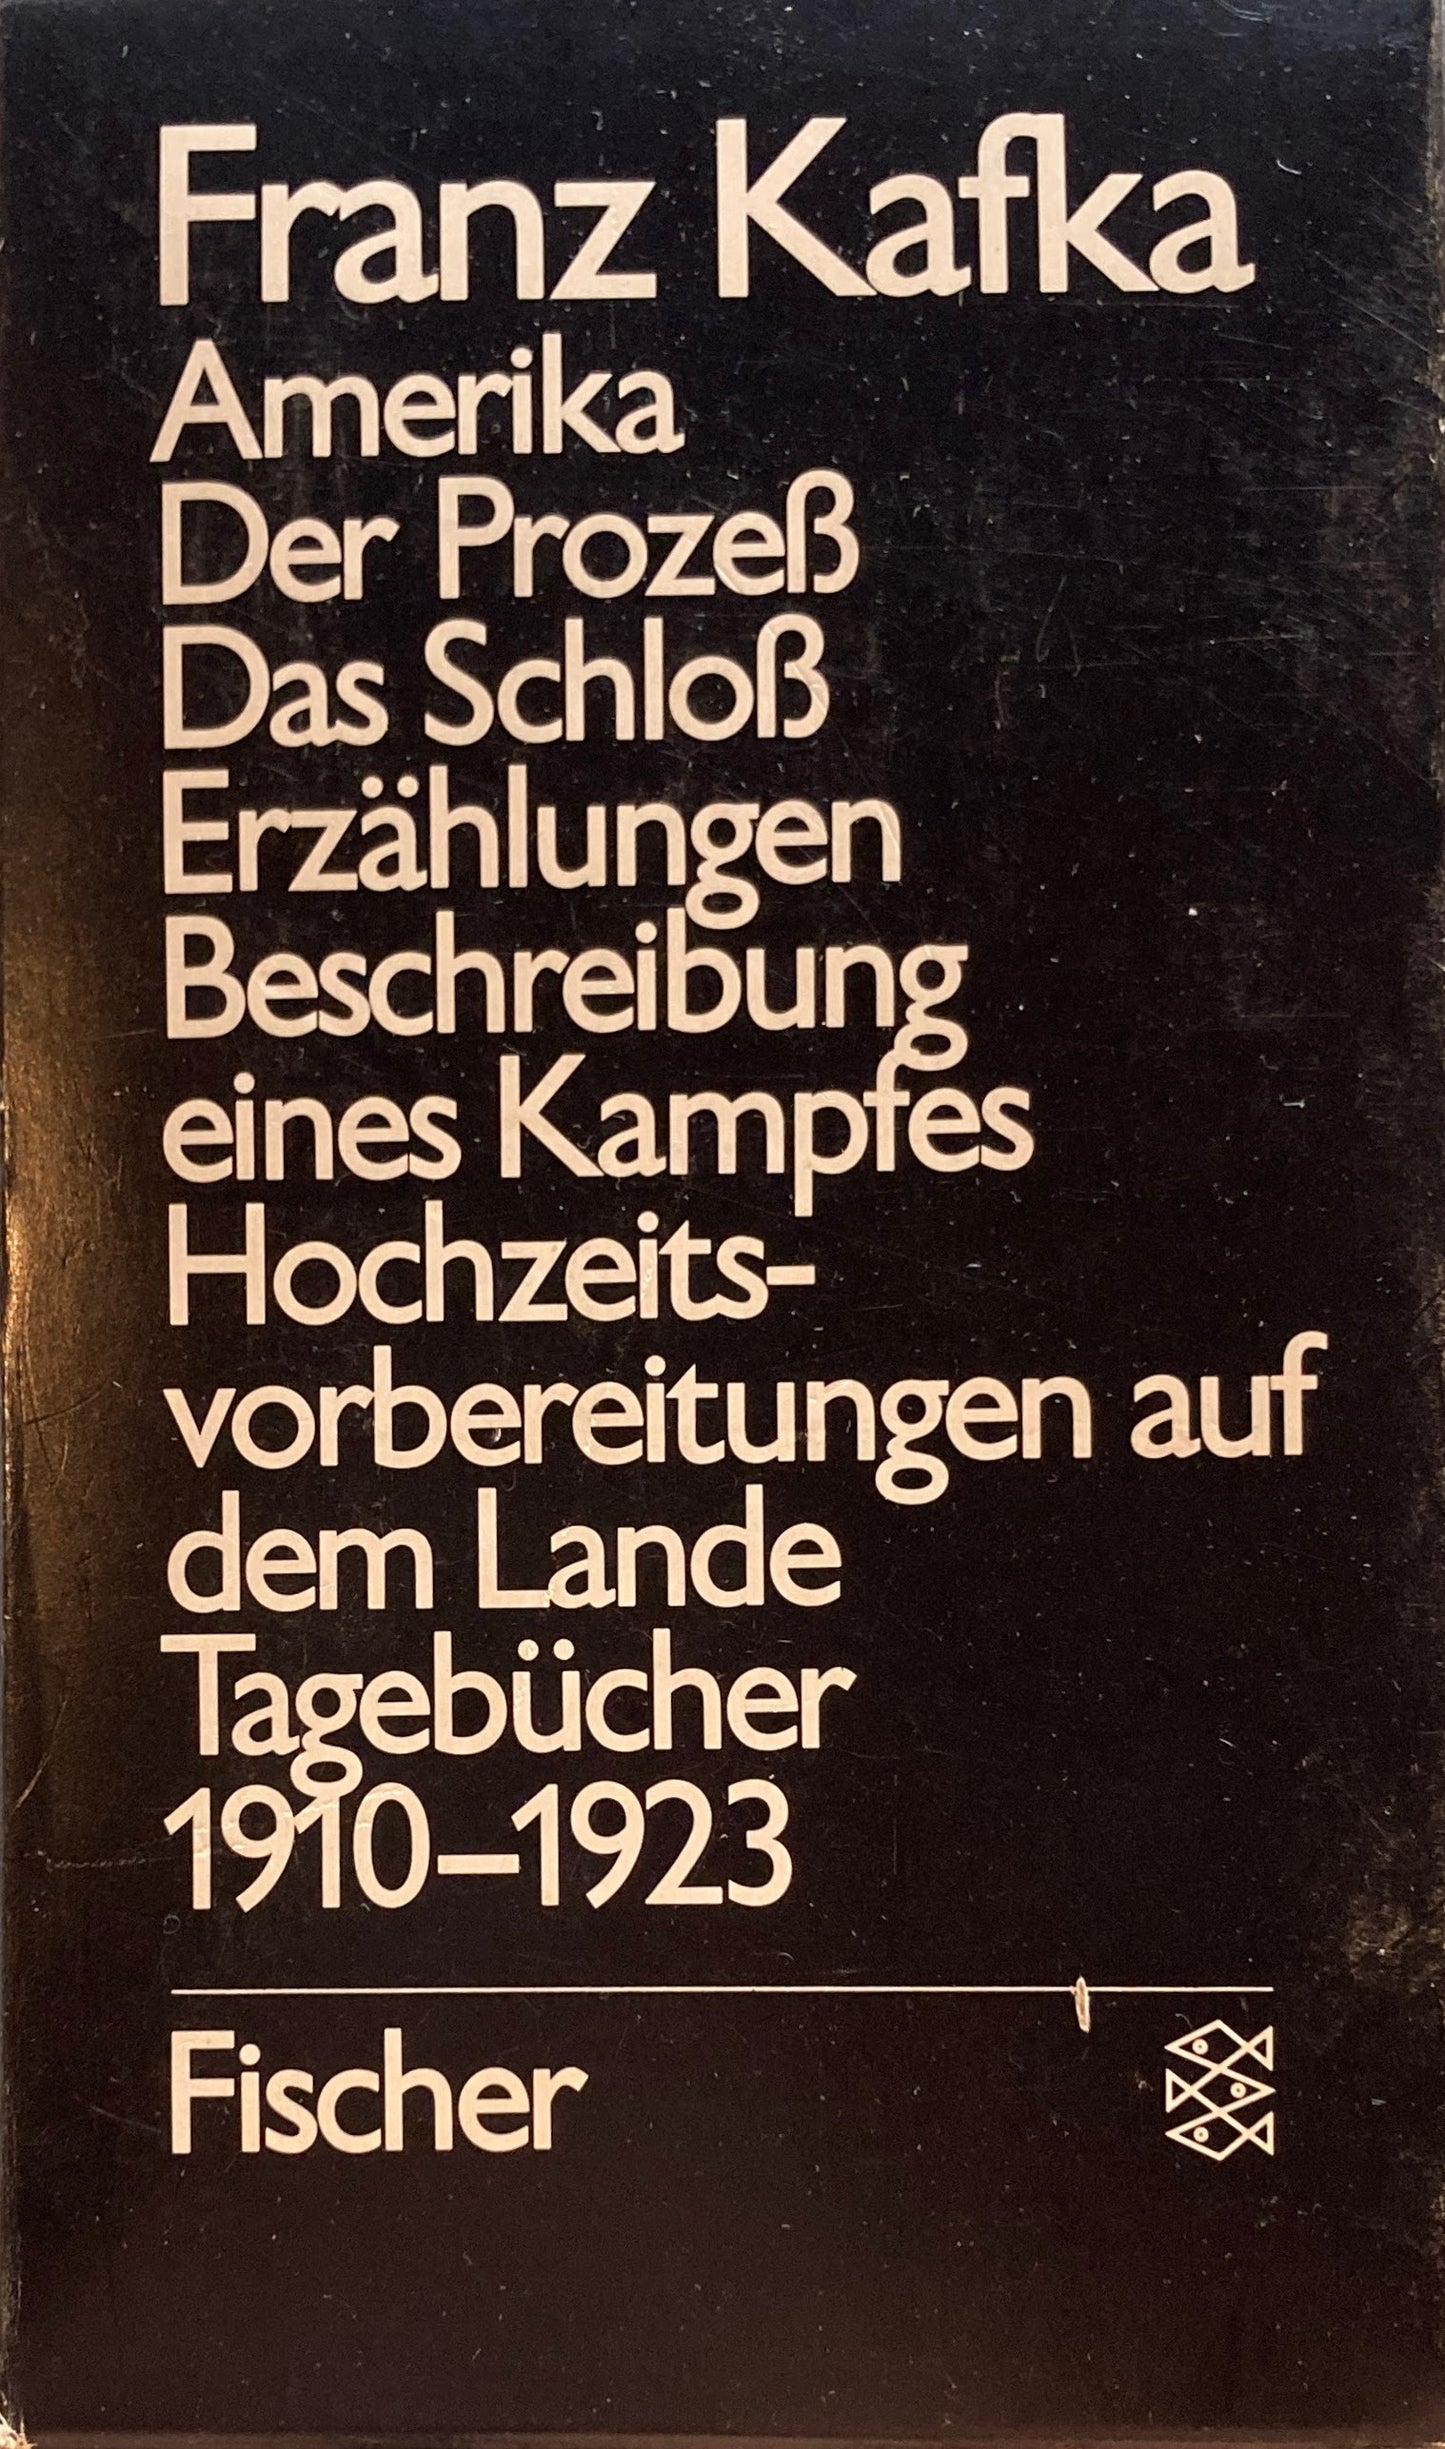 Franz Kafka
Amerika
Der Prozeß
Das Schloß
Erzählungen
Beschreibung
eines Kampfes
Hochzeits-
vorbereitungen auf
dem Lande
Tagebücher
1910–1923
Fischer